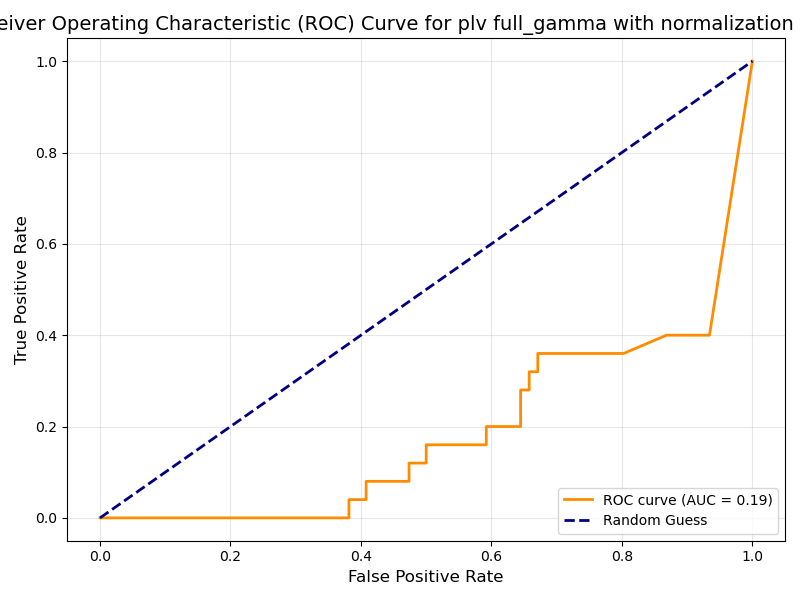 eiver Operating Characteristic (ROC) Curve for plv full_gamma with normalization
1.0
0.8
0.6
0.4
0.2
0.0
True Positive Rate
0.0 0.2 0.4 0.6 0.8 1.0
False Positive Rate
ROC curve (AUC = 0.19)
Random Guess